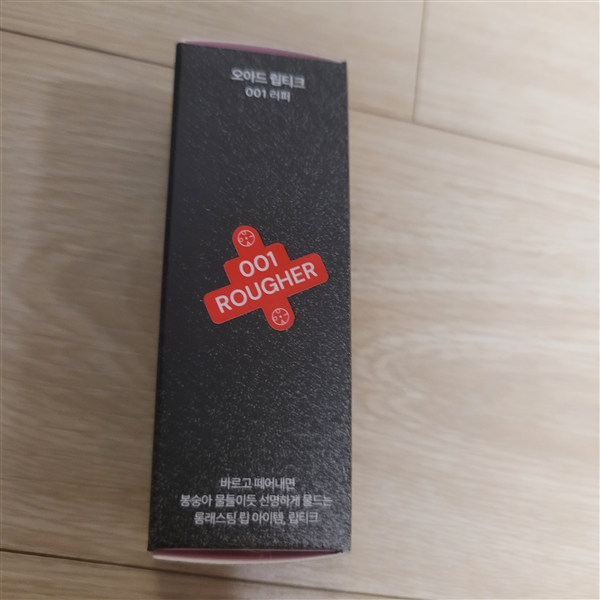 오아드 립티크
001 러퍼
001
ROUGHER
바르고 떼어내면
봉숭아 물들이듯 선명하게 물드는
롱래스팅 립 아이템, 립티크